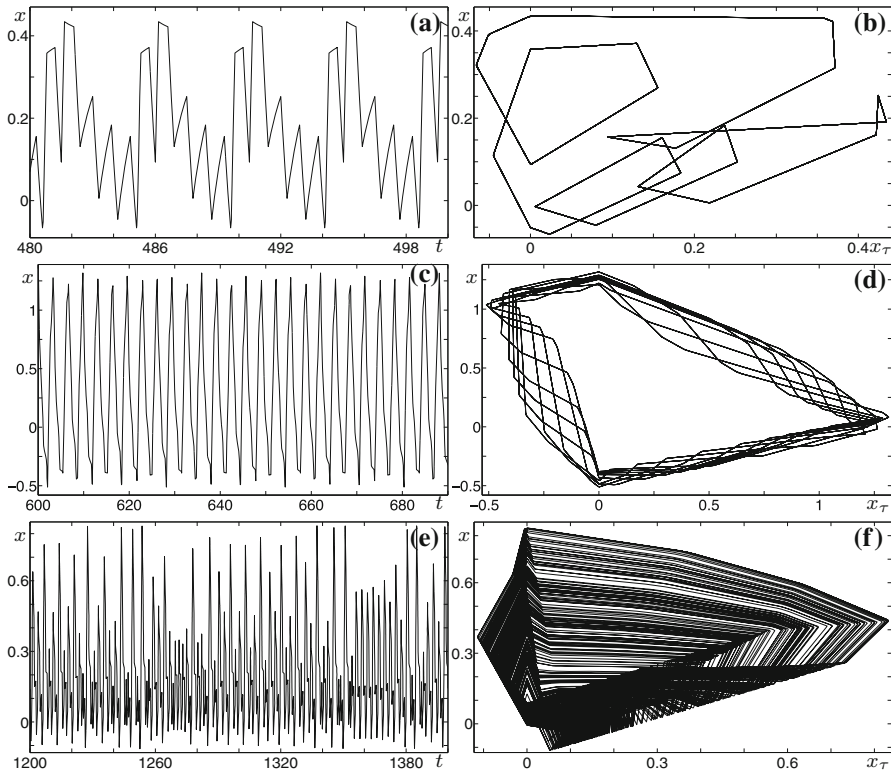 x (a)
0.4
0.2
0
480 486 492 498 t
x (b)
0.4
0.2
0
0 0.2 0.4 xτ
x (c)
1
0.5
0
−0.5
600 620 640 660 680 t
x (d)
1
0.5
0
−0.5
−0.5 0 0.5 1 xτ
x (e)
0.6
0.3
0
1200 1260 1320 1380 t
x (f)
0.6
0.3
0
0 0.3 0.6 xτ